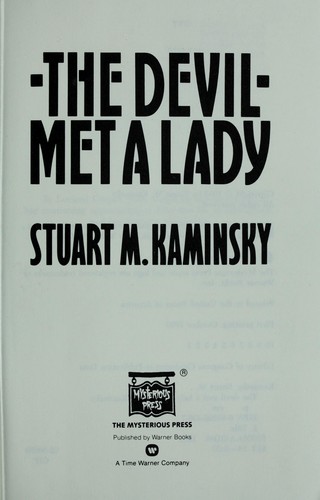 -THE DEVIL-
MET A LADY
STUART M. KAMINSKY
MYSTERIOUS
PRESS
®
THE MYSTERIOUS PRESS
Published by Warner Books
A Time Warner Company